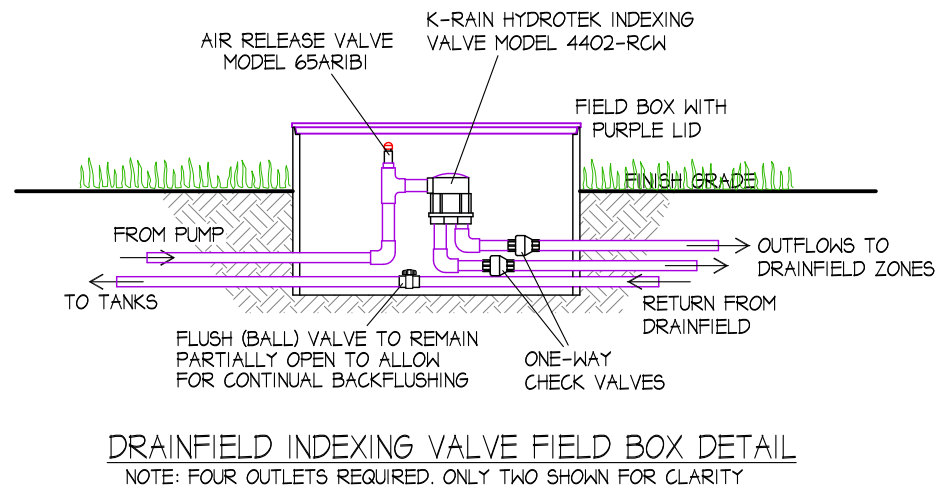 K-RAIN HYDROTEK INDEXING
VALVE MODEL 4402-RCW
AIR RELEASE VALVE
MODEL 65ARIBI
FIELD BOX WITH
PURPLE LID
FINISH GRADE
FROM PUMP
OUTFLOWS TO
DRAINFIELD ZONES
TO TANKS
RETURN FROM
DRAINFIELD
FLUSH (BALL) VALVE TO REMAIN
PARTIALLY OPEN TO ALLOW
FOR CONTINUAL BACKFLUSHING
ONE-WAY
CHECK VALVES
DRAINFIELD INDEXING VALVE FIELD BOX DETAIL
NOTE: FOUR OUTLETS REQUIRED. ONLY TWO SHOWN FOR CLARITY